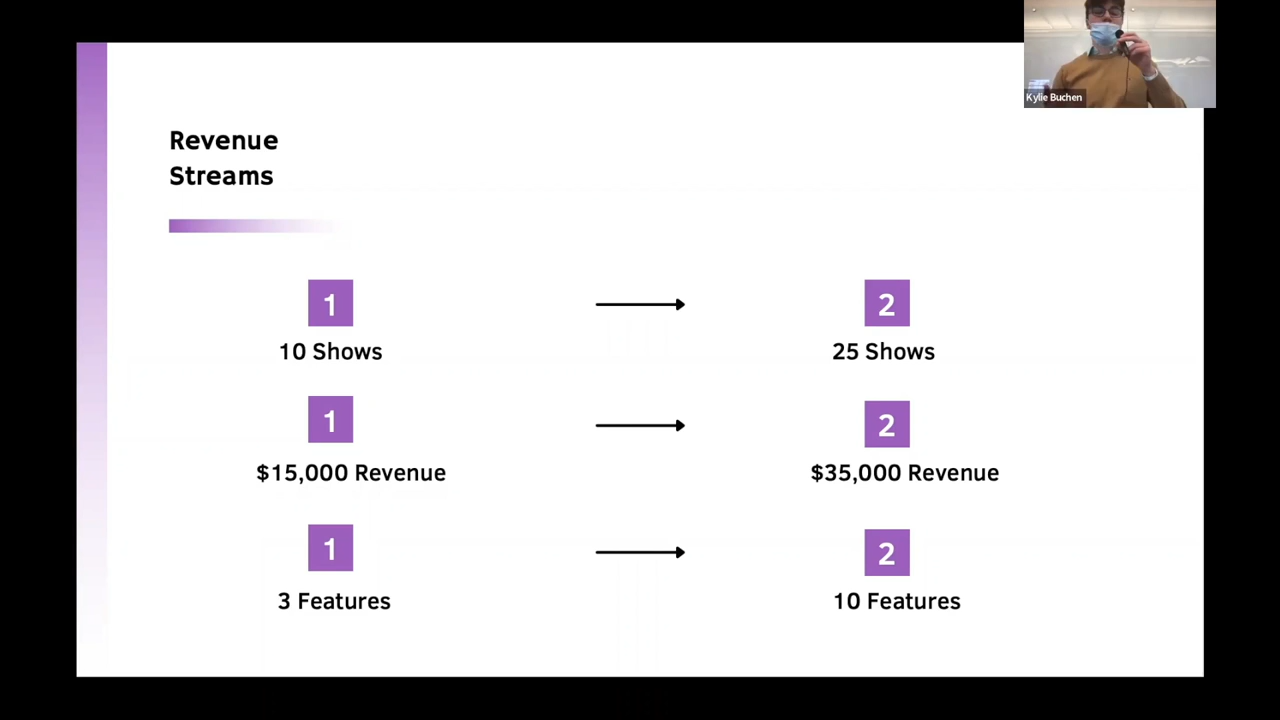 Kylie Buchen
Revenue
Streams
1
2
10 Shows
25 Shows
1
2
$15,000 Revenue
$35,000 Revenue
1
2
3 Features
10 Features